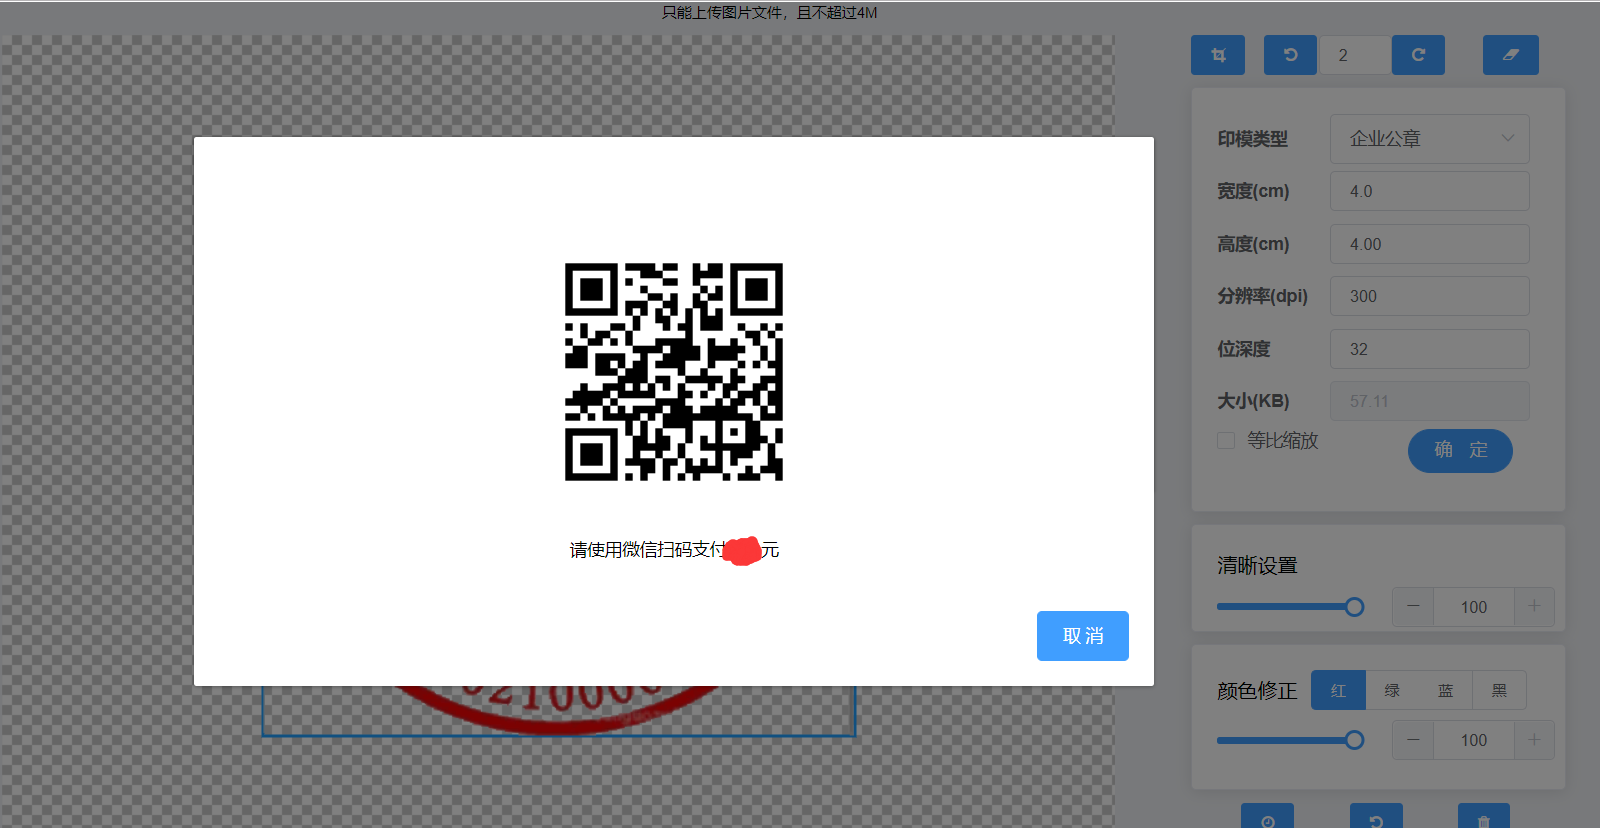 只能上传图片文件，且不超过4M
2
印模类型 企业公章
宽度(cm) 4.0
高度(cm) 4.00
分辨率(dpi) 300
位深度 32
大小(KB) 57.11
等比缩放 确 定
请使用微信扫码支付 元
取消
清晰设置
100
颜色修正 红 绿 蓝 黑
100